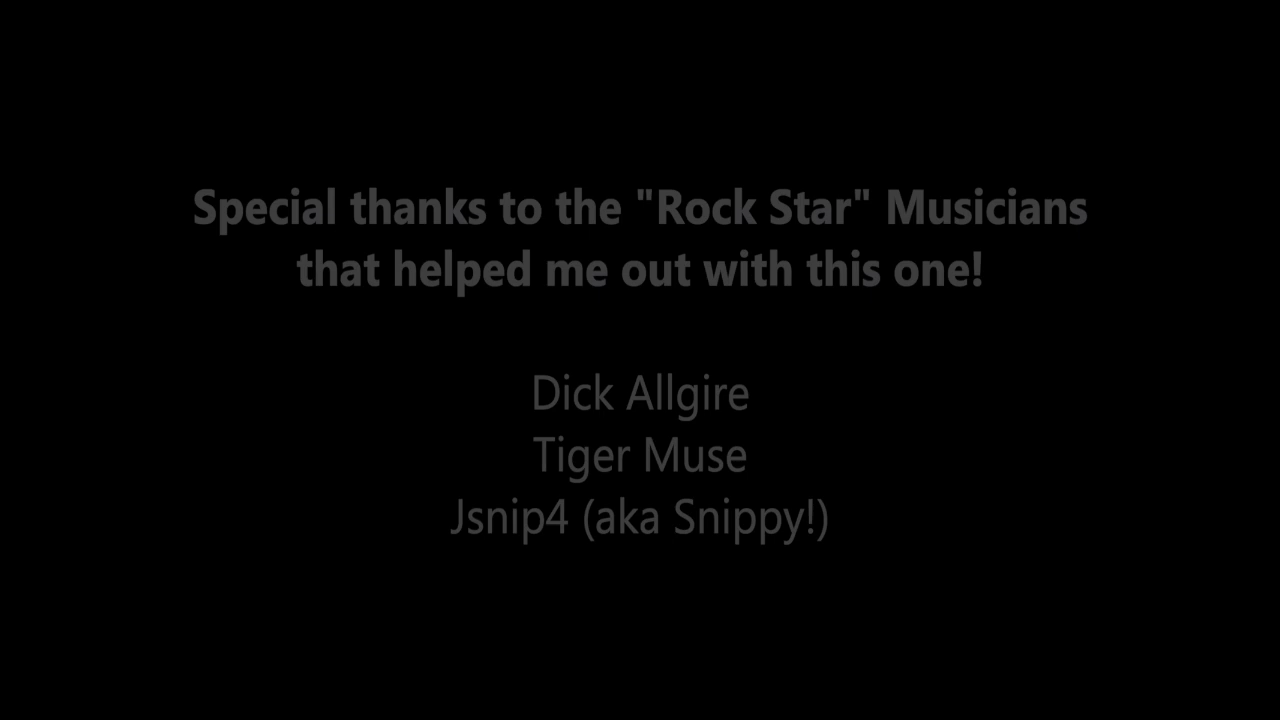 Special thanks to the "Rock Star" Musicians
that helped me out with this one!
Dick Allgire
Tiger Muse
Jsnip4 (aka Snippy!)